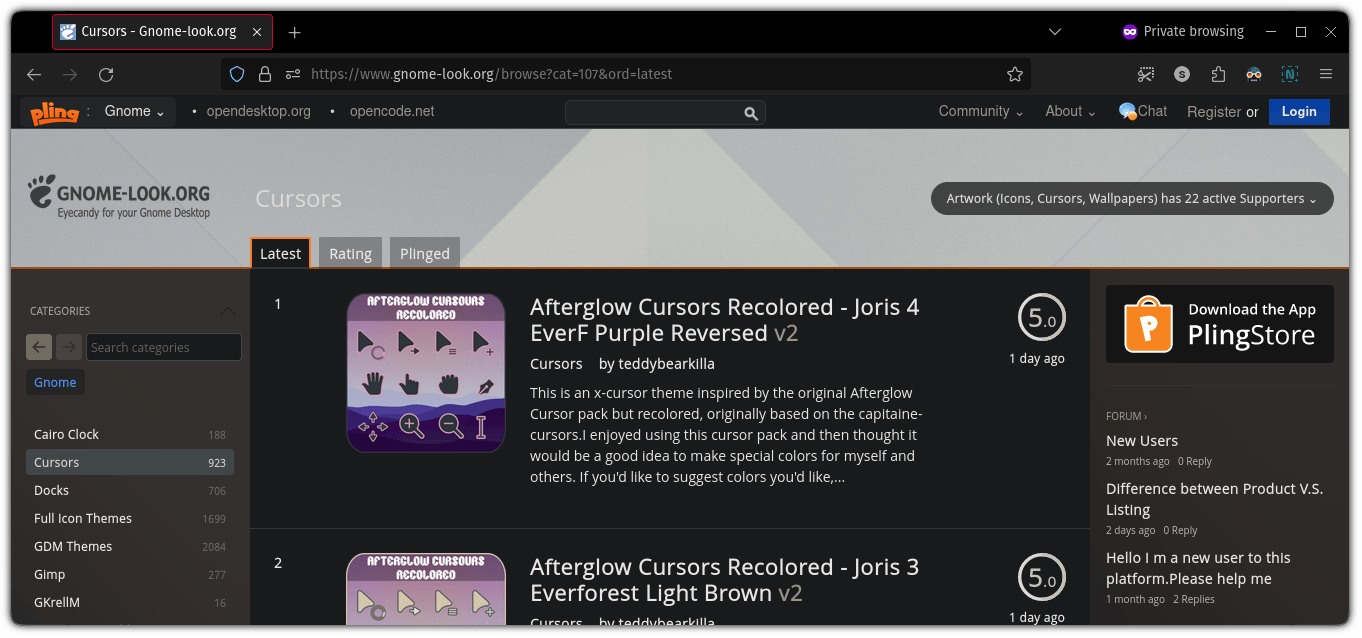 Cursors - Gnome-look.org
Private browsing
https://www.gnome-look.org/browse?cat=107&ord=latest
S
N
pling : Gnome • opendesktop.org • opencode.net
Community About Chat Register or Login
GNOME-LOOK.ORG
Eyecandy for your Gnome Desktop
Cursors
Artwork (Icons, Cursors, Wallpapers) has 22 active Supporters
Latest Rating Plinged
CATEGORIES
Search categories
Gnome
Cairo Clock 188
Cursors 923
Docks 706
Full Icon Themes 1699
GDM Themes 2084
Gimp 277
GKrellM 16
1
AFTERGLOW CURSOURS
RECOLORED
Afterglow Cursors Recolored - Joris 4
EverF Purple Reversed v2
Cursors by teddybearkilla
This is an x-cursor theme inspired by the original Afterglow
Cursor pack but recolored, originally based on the capitaine-
cursors.I enjoyed using this cursor pack and then thought it
would be a good idea to make special colors for myself and
others. If you'd like to suggest colors you'd like,...
5.0
1 day ago
2
AFTERGLOW CURSOURS
RECOLORED
Afterglow Cursors Recolored - Joris 3
Everforest Light Brown v2
Cursors by teddybearkilla
5.0
1 day ago
P
Download the App
PlingStore
FORUM ›
New Users
2 months ago 0 Reply
Difference between Product V.S.
Listing
2 days ago 0 Reply
Hello I m a new user to this
platform.Please help me
1 month ago 2 Replies